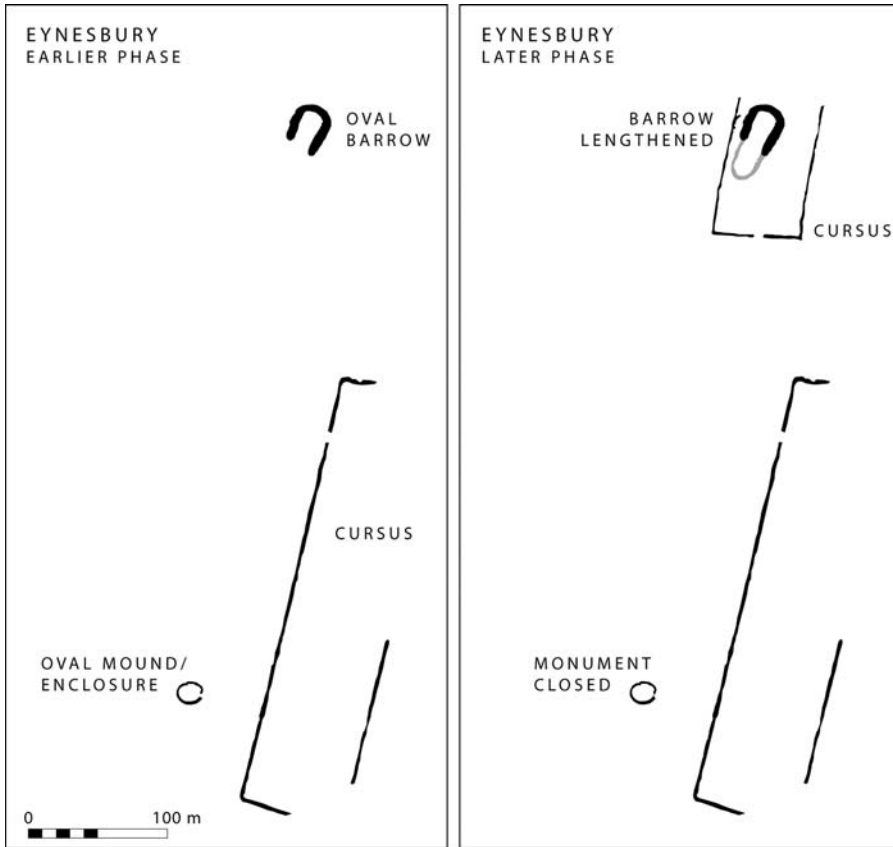 EYNESBURY
EARLIER PHASE
OVAL
BARROW
CURSUS
OVAL MOUND/
ENCLOSURE
0 100 m
EYNESBURY
LATER PHASE
BARROW
LENGTHENED
CURSUS
MONUMENT
CLOSED